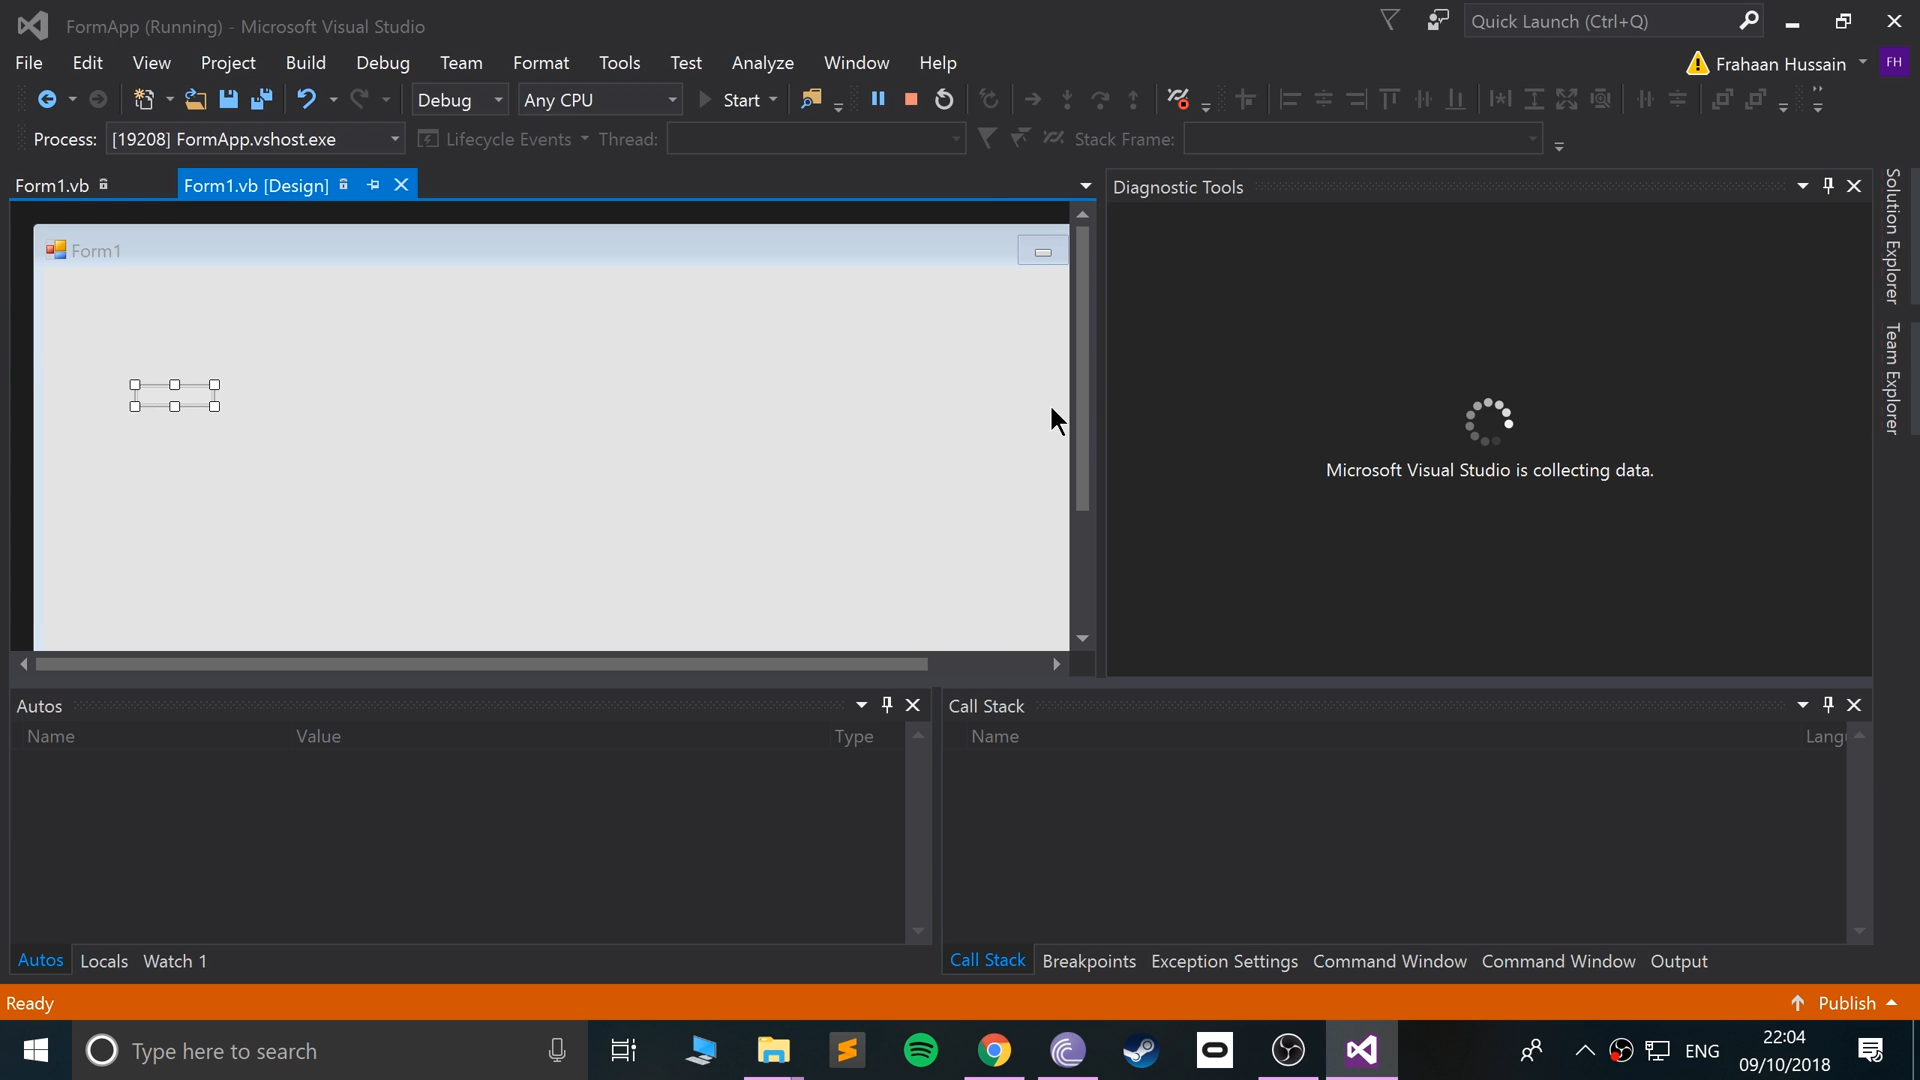 FormApp (Running) - Microsoft Visual Studio
Quick Launch (Ctrl+Q)
File Edit View Project Build Debug Team Format Tools Test Analyze Window Help
Frahaan Hussain FH
Debug Any CPU Start
Process: [19208] FormApp.vshost.exe Lifecycle Events Thread: Stack Frame:
Form1.vb Form1.vb [Design]
Diagnostic Tools
Solution Explorer
Team Explorer
Form1
Microsoft Visual Studio is collecting data.
Autos
Name Value Type
Call Stack
Name Langu
Autos Locals Watch 1
Call Stack Breakpoints Exception Settings Command Window Command Window Output
Ready
Publish
Type here to search
ENG
22:04
09/10/2018